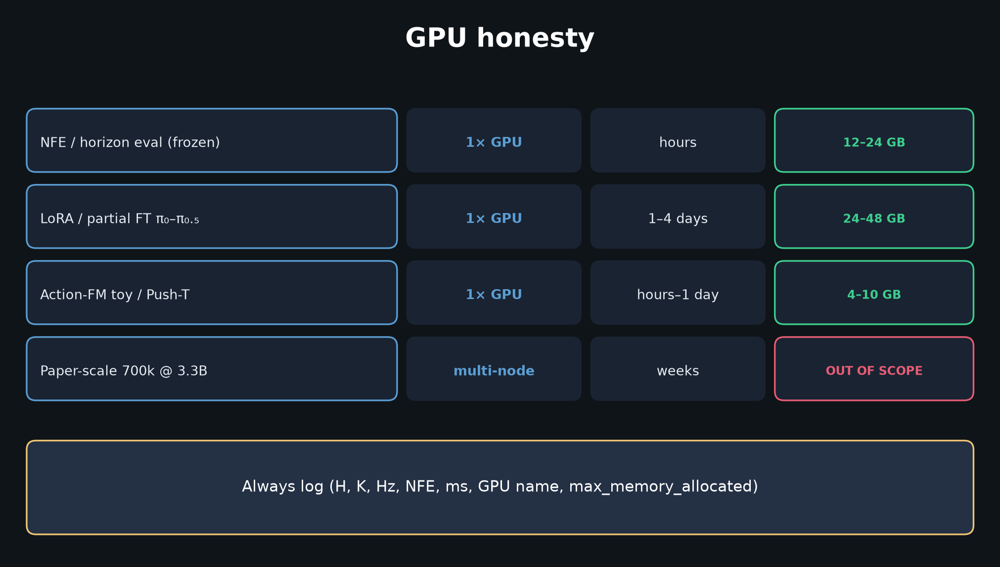 GPU honesty
NFE / horizon eval (frozen)
1× GPU
hours
12–24 GB
LoRA / partial FT π₀–π₀.₅
1× GPU
1–4 days
24–48 GB
Action-FM toy / Push-T
1× GPU
hours–1 day
4–10 GB
Paper-scale 700k @ 3.3B
multi-node
weeks
OUT OF SCOPE
Always log (H, K, Hz, NFE, ms, GPU name, max_memory_allocated)